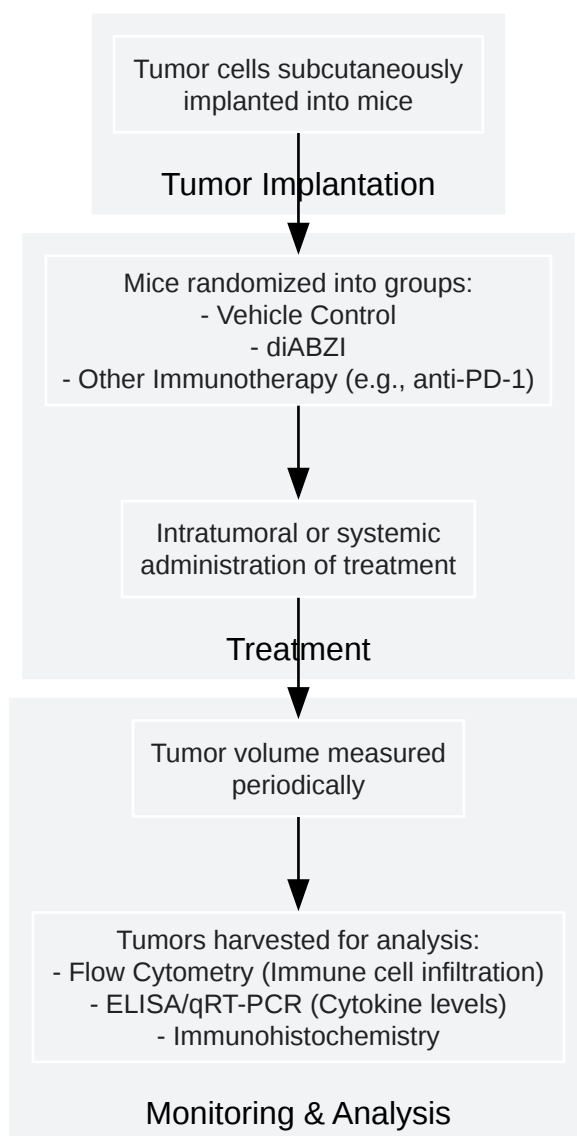 Tumor cells subcutaneously
implanted into mice
Tumor Implantation
Mice randomized into groups:
- Vehicle Control
- diABZI
- Other Immunotherapy (e.g., anti-PD-1)
Intratumoral or systemic
administration of treatment
Treatment
Tumor volume measured
periodically
Tumors harvested for analysis:
- Flow Cytometry (Immune cell infiltration)
- ELISA/qRT-PCR (Cytokine levels)
- Immunohistochemistry
Monitoring & Analysis